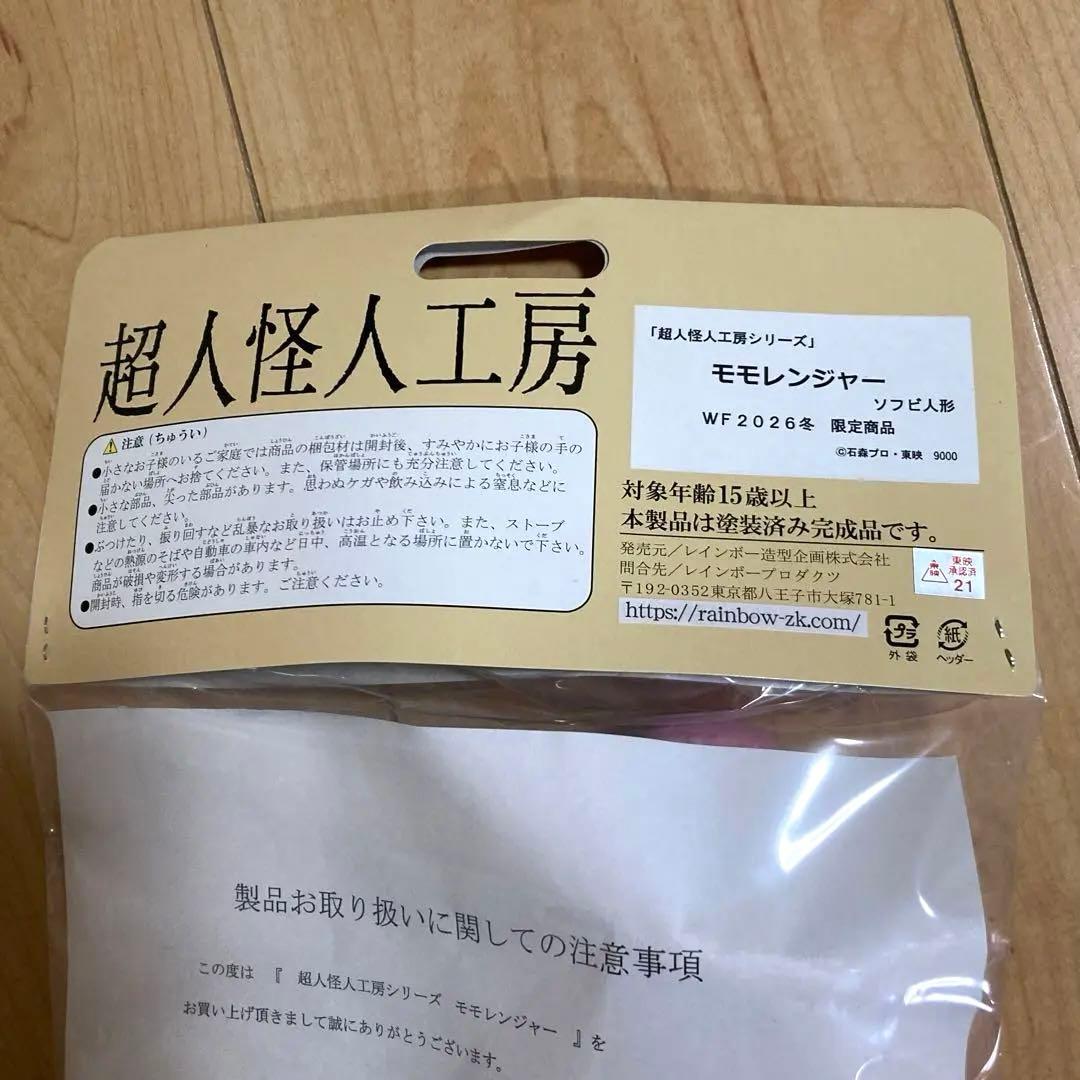 超人怪人工房
注意(ちゅうい)
●小さなお子様のいるご家庭では商品の梱包材は開封後、すみやかにお子様の手の
届かない場所へお捨てください。また、保管場所にも充分注意してください。
●小さな部品、尖った部品があります。思わぬケガや飲み込みによる窒息などに
注意してください。
●ぶつけたり、振り回すなど乱暴なお取り扱いはお止め下さい。また、ストーブ
などの熱源のそばや自動車の車内など日中、高温となる場所に置かないで下さい。
商品が破損や変形する場合があります。
●開封時、指を切る危険があります。ご注意ください。
「超人怪人工房シリーズ」
モモレンジャー
ソフビ人形
WF2026冬 限定商品
©石森プロ・東映 9000
対象年齢15歳以上
本製品は塗装済み完成品です。
発売元/レインボー造型企画株式会社
問合先/レインボープロダクツ
〒192-0352東京都八王子市大塚781-1
https://rainbow-zk.com/
東映
承認済
21
プラ
外袋
紙
ヘッダー
製品お取り扱いに関しての注意事項
この度は 『 超人怪人工房シリーズ モモレンジャー 』を
お買い上げ頂きまして誠にありがとうございます。